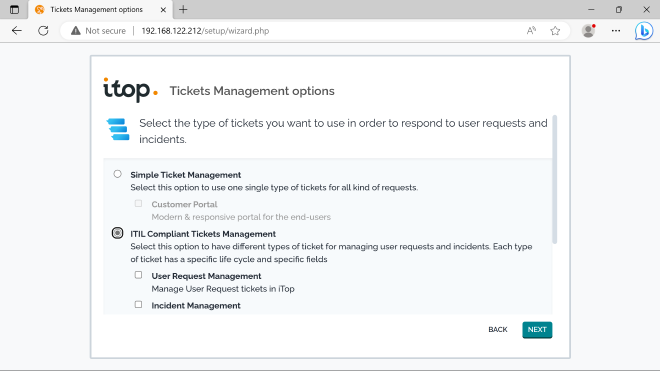 Tickets Management options
Not secure
192.168.122.212/setup/wizard.php
itop.
Tickets Management options
Select the type of tickets you want to use in order to respond to user requests and
incidents.
Simple Ticket Management
Select this option to use one single type of tickets for all kind of requests.
Customer Portal
Modern & responsive portal for the end-users
ITIL Compliant Tickets Management
Select this option to have different types of ticket for managing user requests and incidents. Each type
of ticket has a specific life cycle and specific fields
User Request Management
Manage User Request tickets in iTop
Incident Management
BACK
NEXT